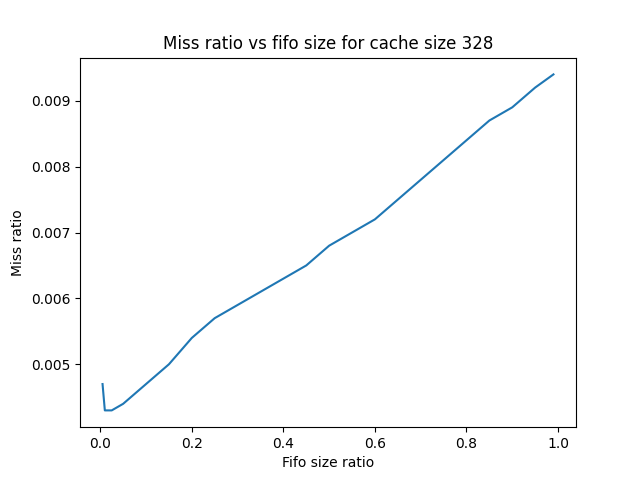 Miss ratio vs fifo size for cache size 328
0.009
0.008
0.007
0.006
0.005
Miss ratio
0.0 0.2 0.4 0.6 0.8 1.0
Fifo size ratio